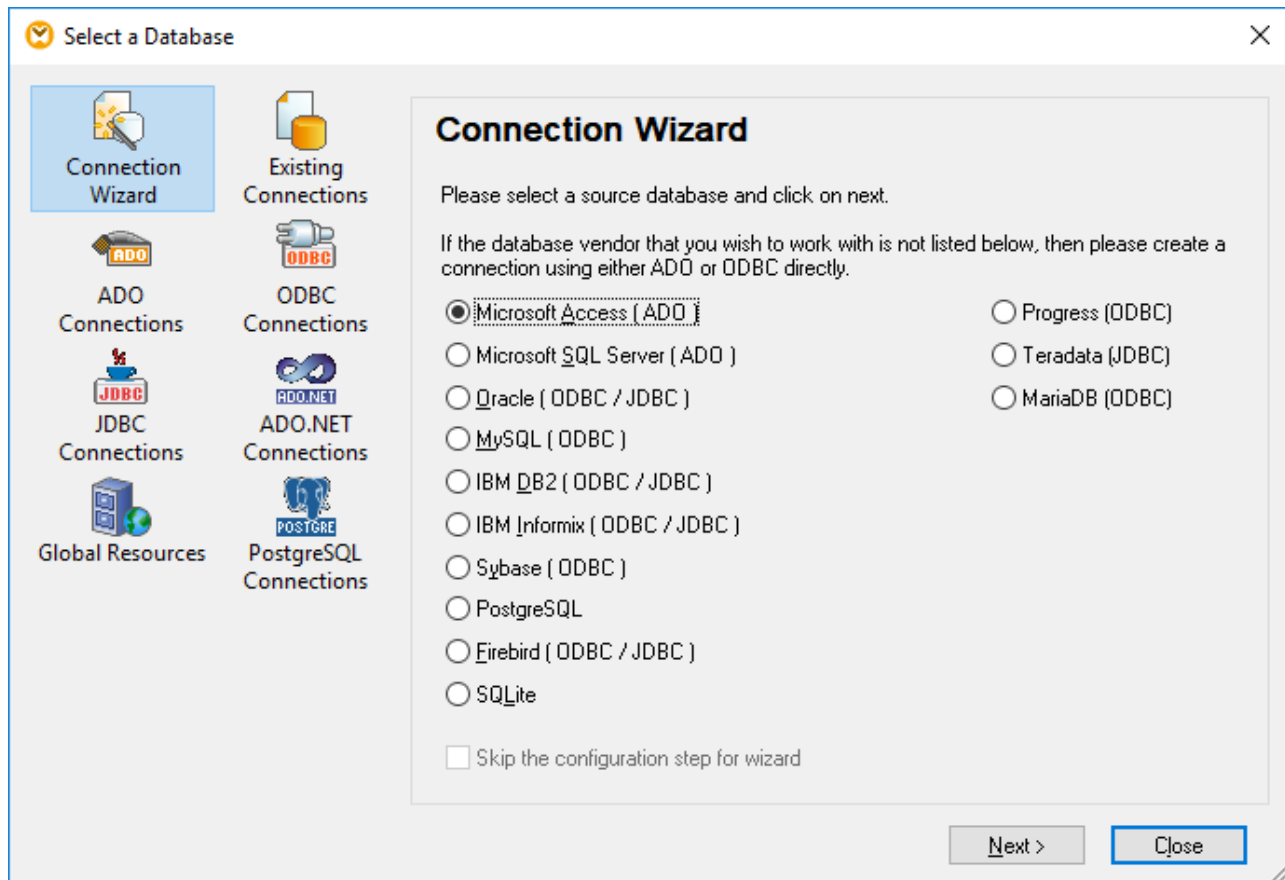 Select a Database
Connection
Wizard
Existing
Connections
ADO
ADO
Connections
ODBC
ODBC
Connections
JDBC
JDBC
Connections
ADO.NET
ADO.NET
Connections
Global Resources
POSTGRE
PostgreSQL
Connections
Connection Wizard
Please select a source database and click on next.
If the database vendor that you wish to work with is not listed below, then please create a
connection using either ADO or ODBC directly.
Microsoft Access ( ADO )
Microsoft SQL Server ( ADO )
Oracle ( ODBC / JDBC )
MySQL ( ODBC )
IBM DB2 ( ODBC / JDBC )
IBM Informix ( ODBC / JDBC )
Sybase ( ODBC )
PostgreSQL
Firebird ( ODBC / JDBC )
SQLite
Progress (ODBC)
Teradata (JDBC)
MariaDB (ODBC)
Skip the configuration step for wizard
Next >
Close